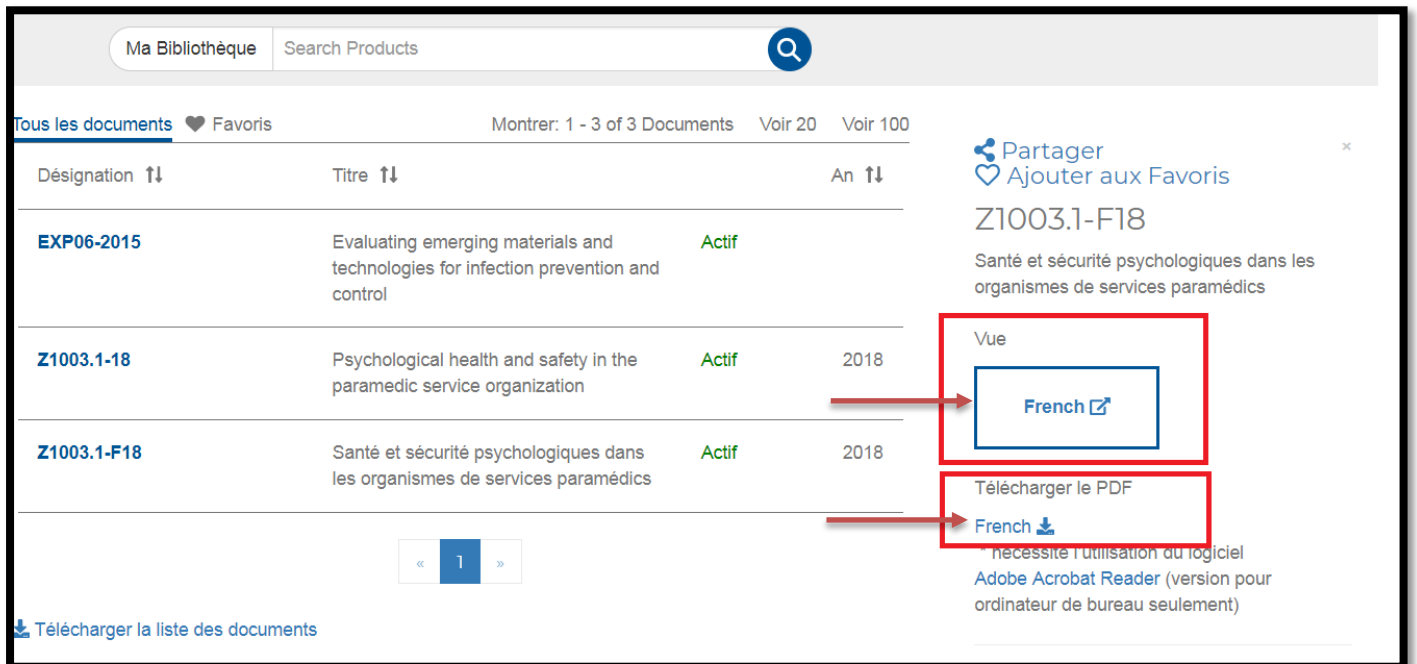 Ma Bibliothèque Search Products
Tous les documents Favoris Montrer: 1 - 3 of 3 Documents Voir 20 Voir 100
Désignation Titre An
EXP06-2015 Evaluating emerging materials and Actif
technologies for infection prevention and
control
Z1003.1-18 Psychological health and safety in the Actif 2018
paramedic service organization
Z1003.1-F18 Santé et sécurité psychologiques dans Actif 2018
les organismes de services paramédics
« 1 »
Télécharger la liste des documents
×
Partager
Ajouter aux Favoris
Z1003.1-F18
Santé et sécurité psychologiques dans les
organismes de services paramédics
Vue
French
Télécharger le PDF
French
* nécessite l'utilisation du logiciel
Adobe Acrobat Reader (version pour
ordinateur de bureau seulement)